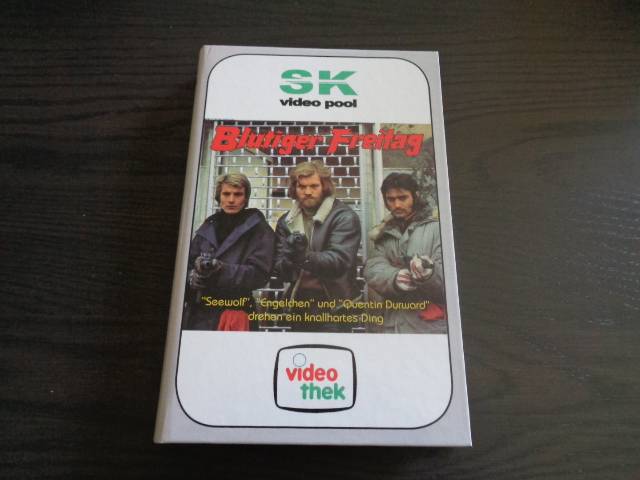 SK
video pool
Blutiger Freitag
"Seewolf", "Engelchen" und "Quentin Durward"
drehen ein knallhartes Ding
video
thek